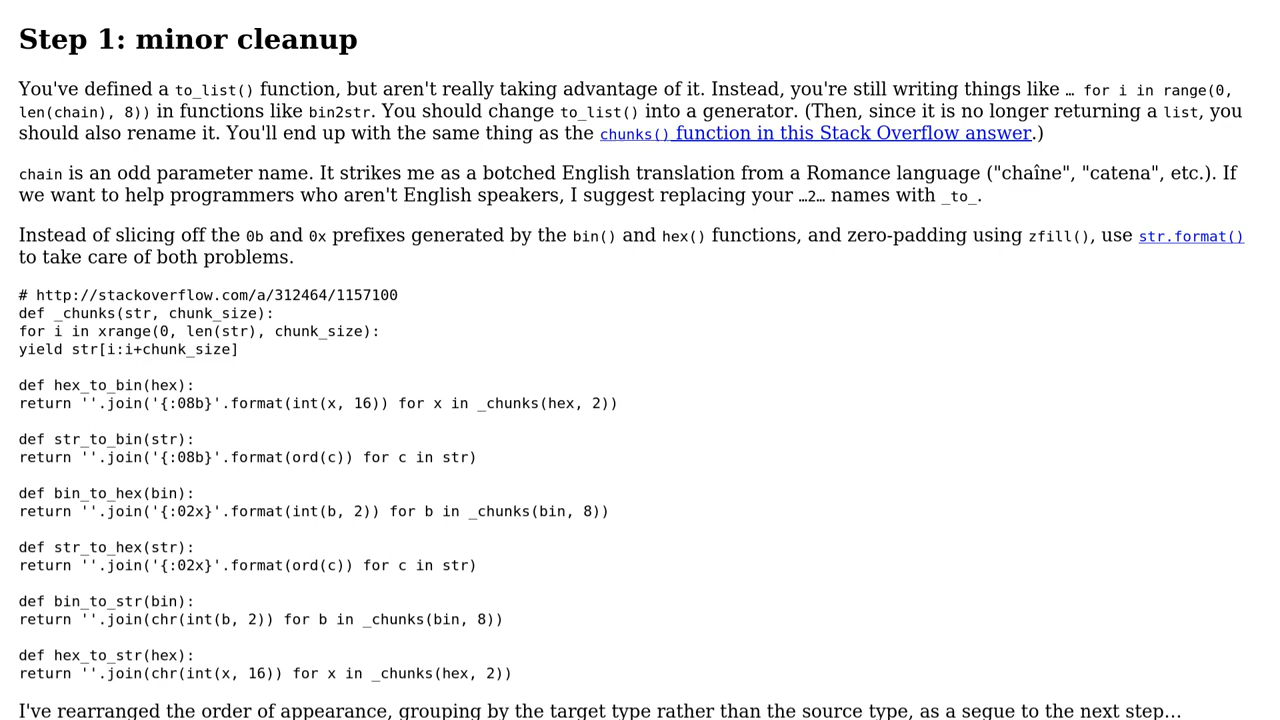 Step 1: minor cleanup
You've defined a to_list() function, but aren't really taking advantage of it. Instead, you're still writing things like … for i in range(0,
len(chain), 8)) in functions like bin2str. You should change to_list() into a generator. (Then, since it is no longer returning a list, you
should also rename it. You'll end up with the same thing as the chunks() function in this Stack Overflow answer.)
chain is an odd parameter name. It strikes me as a botched English translation from a Romance language ("chaîne", "catena", etc.). If
we want to help programmers who aren't English speakers, I suggest replacing your …2… names with _to_.
Instead of slicing off the 0b and 0x prefixes generated by the bin() and hex() functions, and zero-padding using zfill(), use str.format()
to take care of both problems.
# http://stackoverflow.com/a/312464/1157100
def _chunks(str, chunk_size):
for i in xrange(0, len(str), chunk_size):
yield str[i:i+chunk_size]
def hex_to_bin(hex):
return ''.join('{:08b}'.format(int(x, 16)) for x in _chunks(hex, 2))
def str_to_bin(str):
return ''.join('{:08b}'.format(ord(c)) for c in str)
def bin_to_hex(bin):
return ''.join('{:02x}'.format(int(b, 2)) for b in _chunks(bin, 8))
def str_to_hex(str):
return ''.join('{:02x}'.format(ord(c)) for c in str)
def bin_to_str(bin):
return ''.join(chr(int(b, 2)) for b in _chunks(bin, 8))
def hex_to_str(hex):
return ''.join(chr(int(x, 16)) for x in _chunks(hex, 2))
I've rearranged the order of appearance, grouping by the target type rather than the source type, as a segue to the next step…